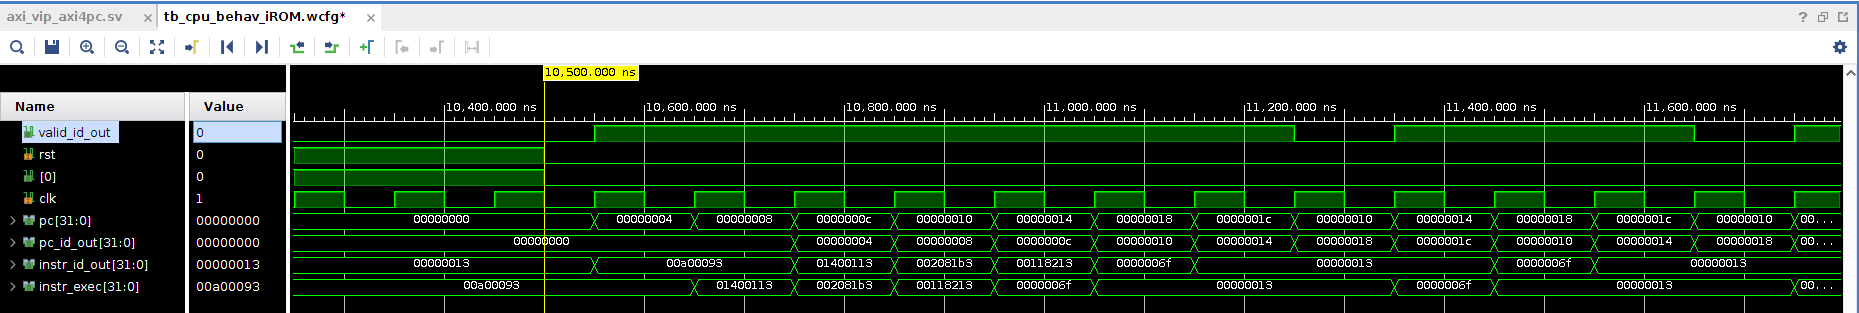 axi_vip_axi4pc.sv × tb_cpu_behav_iROM.wcfg* × ?
10,500.000 ns
Name Value 10,400.000 ns 10,600.000 ns 10,800.000 ns 11,000.000 ns 11,200.000 ns 11,400.000 ns 11,600.000 ns
valid_id_out 0
rst 0
[0] 0
clk 1
pc[31:0] 00000000 00000000 00000004 00000008 0000000c 00000010 00000014 00000018 0000001c 00000010 00000014 00000018 0000001c 00000010 00...
pc_id_out[31:0] 00000000 00000000 00000004 00000008 0000000c 00000010 00000014 00000018 0000001c 00000010 00000014 00000018 00...
instr_id_out[31:0] 00000013 00000013 00a00093 01400113 002081b3 00118213 0000006f 00000013 0000006f 00000013
instr_exec[31:0] 00a00093 00a00093 01400113 002081b3 00118213 0000006f 00000013 0000006f 00000013 00...